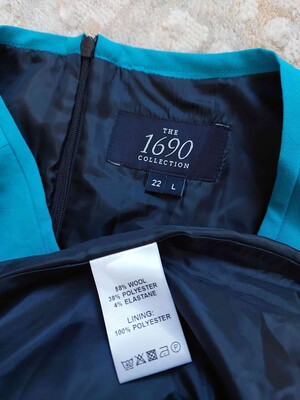 THE
1690
COLLECTION
22 L
58% WOOL
38% POLYESTER
4% ELASTANE
LINING:
100% POLYESTER
P